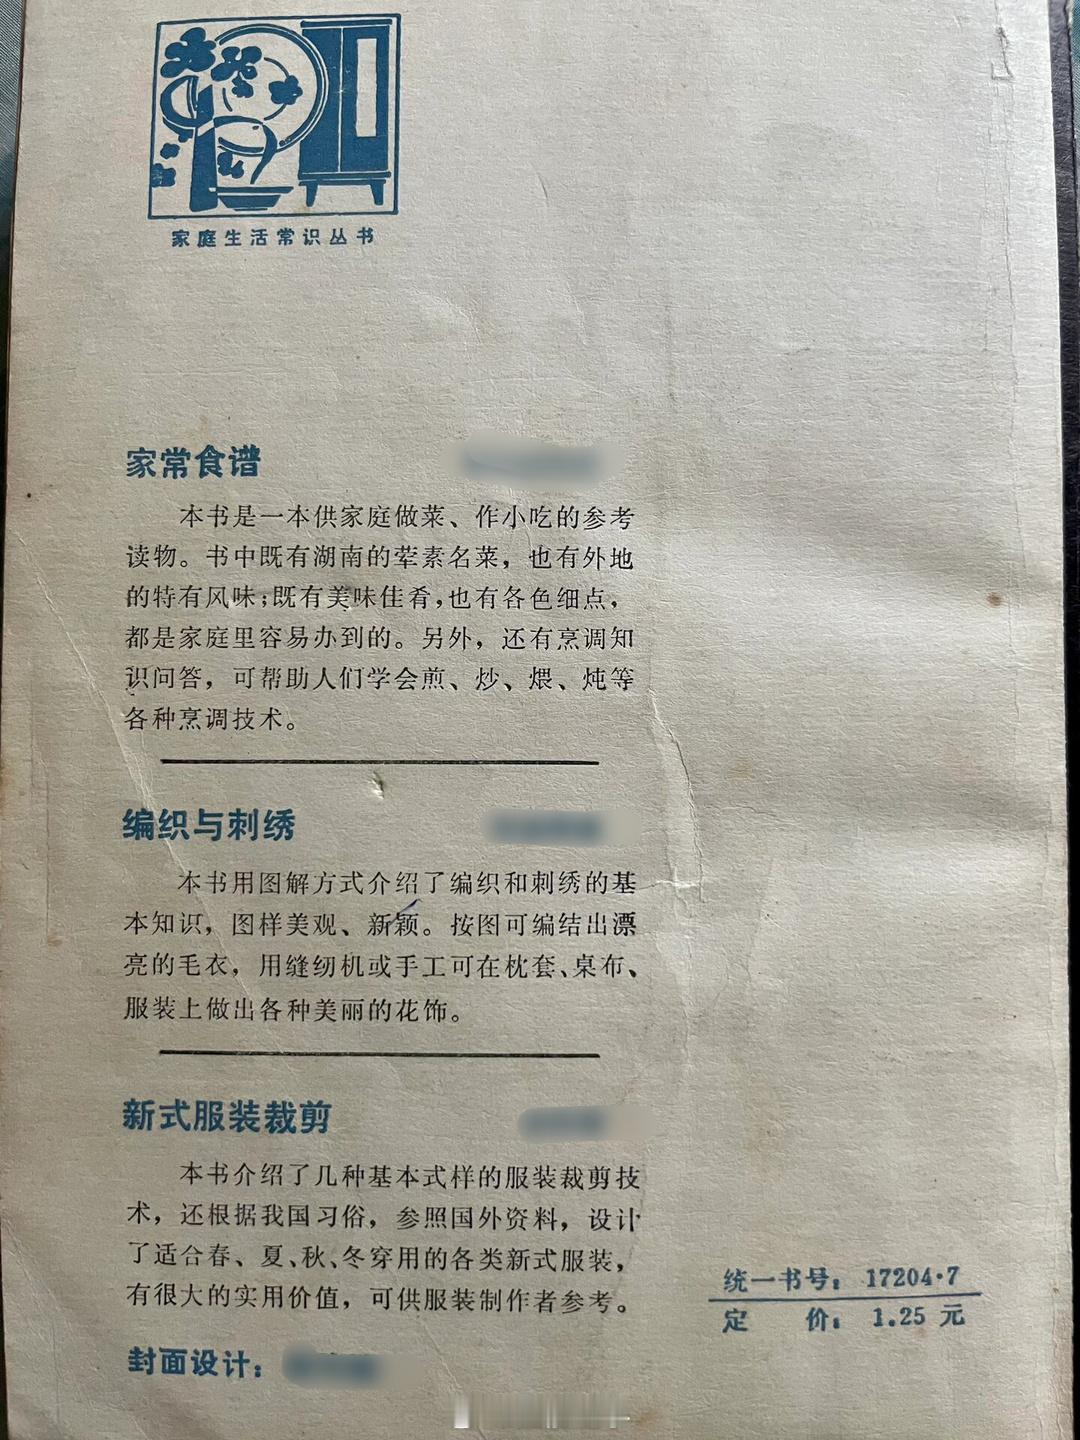 家庭生活常识丛书
家常食谱
本书是一本供家庭做菜、作小吃的参考
读物。书中既有湖南的荤素名菜，也有外地
的特有风味；既有美味佳肴，也有各色细点，
都是家庭里容易办到的。另外，还有烹调知
识问答，可帮助人们学会煎、炒、煨、炖等
各种烹调技术。
编织与刺绣
本书用图解方式介绍了编织和刺绣的基
本知识，图样美观、新颖。按图可编结出漂
亮的毛衣，用缝纫机或手工可在枕套、桌布、
服装上做出各种美丽的花饰。
新式服装裁剪
本书介绍了几种基本式样的服装裁剪技
术，还根据我国习俗，参照国外资料，设计
了适合春、夏、秋、冬穿用的各类新式服装，
有很大的实用价值，可供服装制作者参考。
封面设计：
统一书号：17204·7
定 价：1.25 元